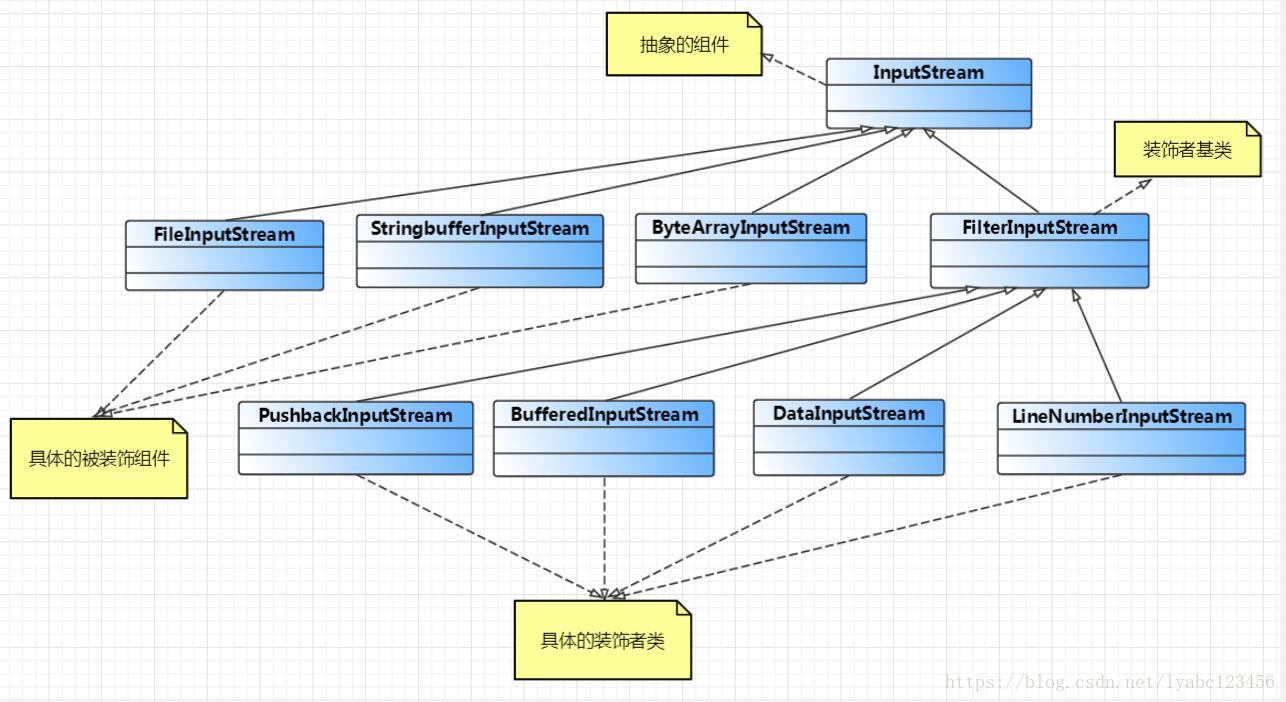 抽象的组件
InputStream
装饰者基类
FileInputStream
StringbufferInputStream
ByteArrayInputStream
FilterInputStream
具体的被装饰组件
PushbackInputStream
BufferedInputStream
DataInputStream
LineNumberInputStream
具体的装饰者类
https://blog.csdn.net/lyabc123456